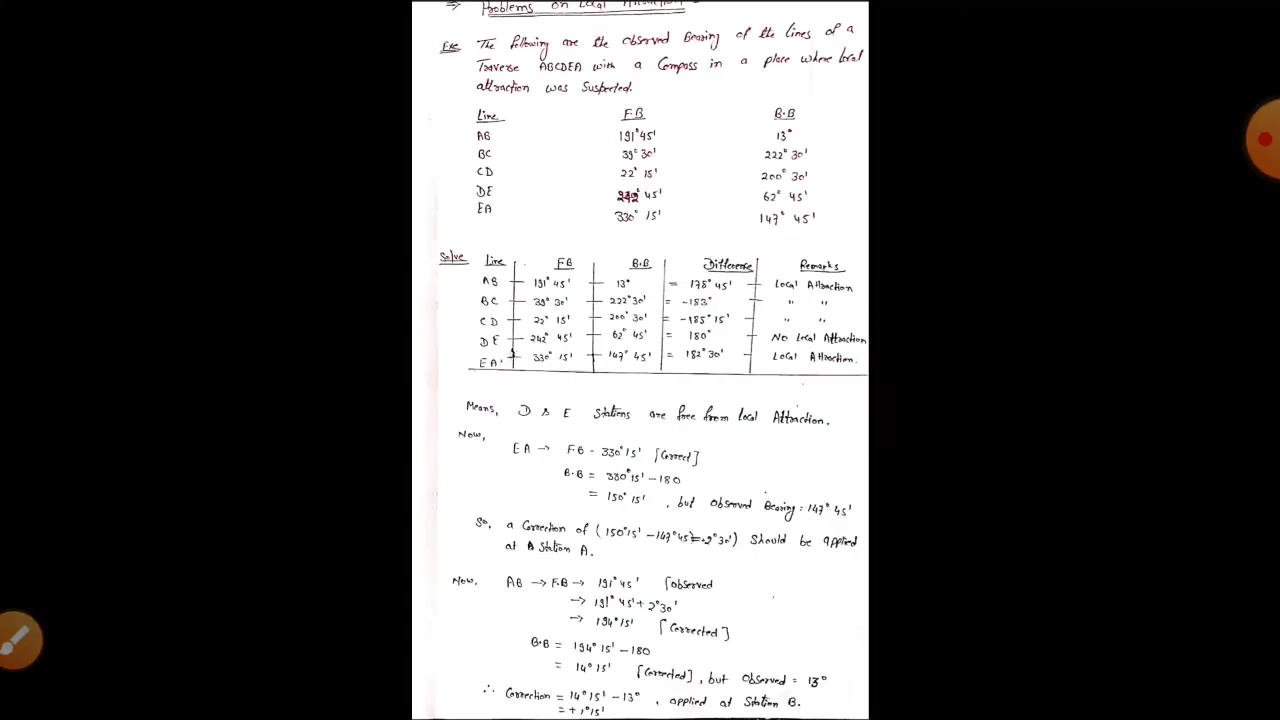 ⇒ Problems on Local Attraction
Exe The following are the observed Bearing of the lines of a
Traverse ABCDEA with a Compass in a place where local
attraction was Suspected.
Line F.B B.B
AB 191°45' 13°
BC 39°30' 222°30'
CD 22°15' 200°30'
DE 242°45' 62°45'
EA 330°15' 147°45'
Solve Line FB B.B Difference Remarks
AB 191°45' 13° = 178°45' Local Attraction
BC 39°30' 222°30' = -183° " "
CD 22°15' 200°30' = -185°15' " "
DE 242°45' 62°45' = 180° No Local Attraction
EA 330°15' 147°45' = 182°30' Local Attraction.
Means, D & E Stations are free from local Attraction.
Now,
EA → F.B - 330°15' [Correct]
B.B = 330°15' - 180
= 150°15', but observed Bearing = 147°45'
So, a Correction of (150°15' - 147°45' = 2°30') Should be applied
at Station A.
Now, AB → F.B → 191°45' [observed
→ 191°45' + 2°30'
→ 194°15' [Corrected]
B.B = 194°15' - 180
= 14°15' [Corrected], but observed = 13°
∴ Correction = 14°15' - 13°, applied at Station B.
= +1°15'